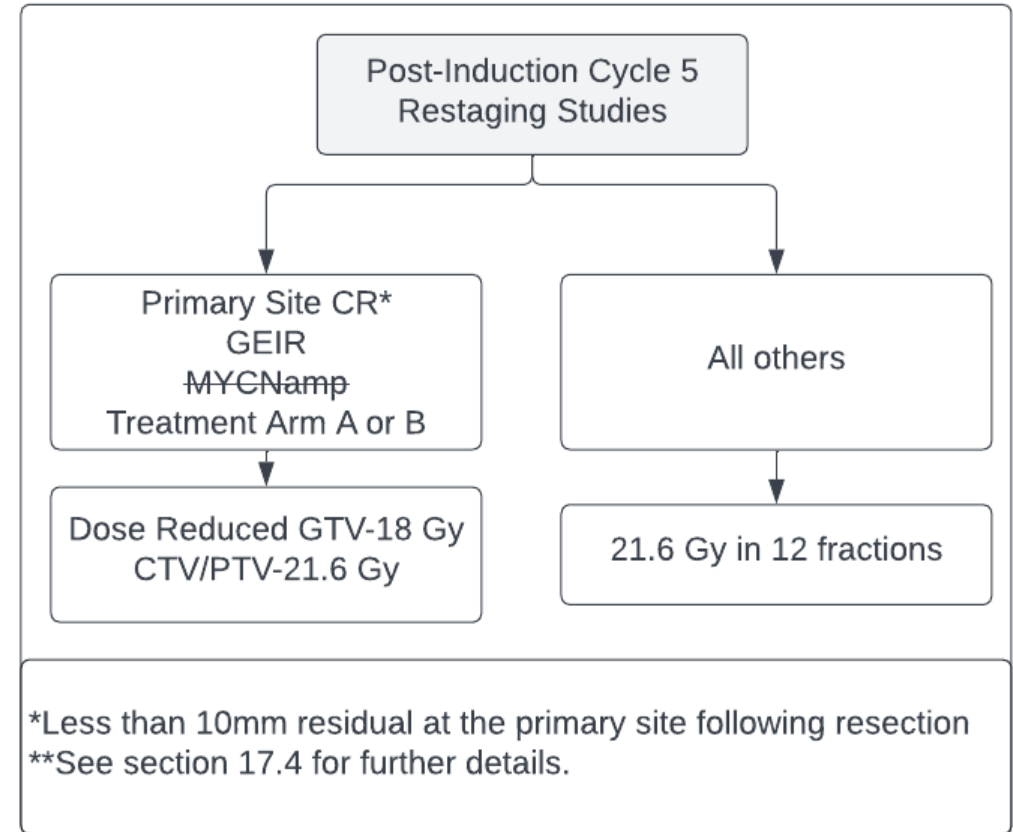 Post-Induction Cycle 5
Restaging Studies
Primary Site CR*
GEIR
MYCNamp
Treatment Arm A or B
All others
Dose Reduced GTV-18 Gy
CTV/PTV-21.6 Gy
21.6 Gy in 12 fractions
*Less than 10mm residual at the primary site following resection
**See section 17.4 for further details.